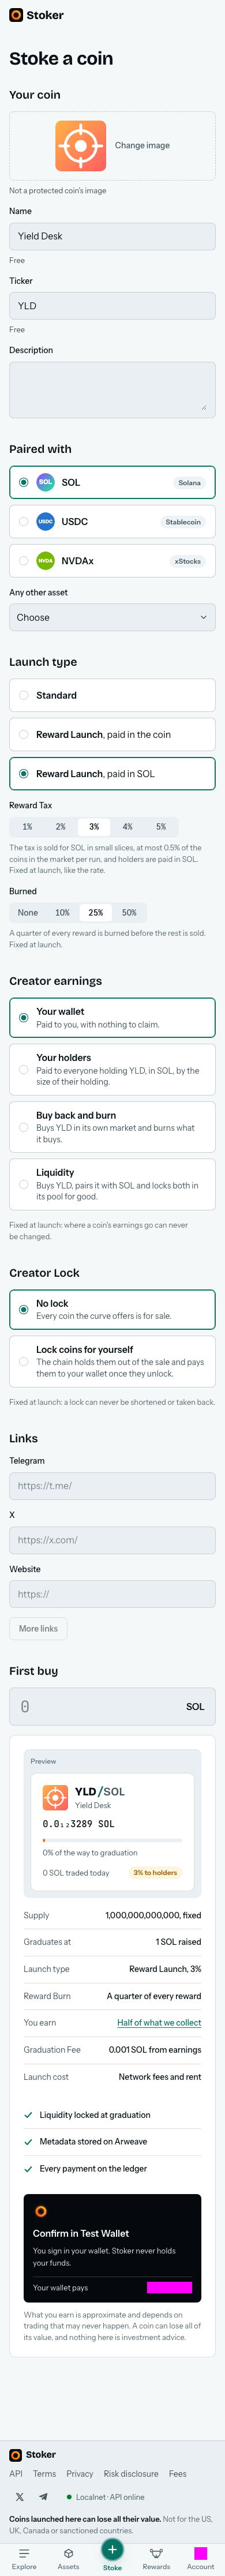 Stoker
Stoke a coin
Your coin
Change image
Not a protected coin's image
Name
Yield Desk
Free
Ticker
YLD
Free
Description
Paired with
SOL SOL Solana
USDC USDC Stablecoin
NVDA NVDAx xStocks
Any other asset
Choose
Launch type
Standard
Reward Launch, paid in the coin
Reward Launch, paid in SOL
Reward Tax
1% 2% 3% 4% 5%
The tax is sold for SOL in small slices, at most 0.5% of the
coins in the market per run, and holders are paid in SOL.
Fixed at launch, like the rate.
Burned
None 10% 25% 50%
A quarter of every reward is burned before the rest is sold.
Fixed at launch.
Creator earnings
Your wallet
Paid to you, with nothing to claim.
Your holders
Paid to everyone holding YLD, in SOL, by the
size of their holding.
Buy back and burn
Buys YLD in its own market and burns what
it buys.
Liquidity
Buys YLD, pairs it with SOL and locks both in
its pool for good.
Fixed at launch: where a coin's earnings go can never
be changed.
Creator Lock
No lock
Every coin the curve offers is for sale.
Lock coins for yourself
The chain holds them out of the sale and pays
them to your wallet once they unlock.
Fixed at launch: a lock can never be shortened or taken back.
Links
Telegram
https://t.me/
X
https://x.com/
Website
https://
More links
First buy
0 SOL
Preview
YLD/SOL
Yield Desk
0.0₁₂3289 SOL
0% of the way to graduation
0 SOL traded today 3% to holders
Supply 1,000,000,000,000, fixed
Graduates at 1 SOL raised
Launch type Reward Launch, 3%
Reward Burn A quarter of every reward
You earn Half of what we collect
Graduation Fee 0.001 SOL from earnings
Launch cost Network fees and rent
Liquidity locked at graduation
Metadata stored on Arweave
Every payment on the ledger
Confirm in Test Wallet
You sign in your wallet. Stoker never holds
your funds.
Your wallet pays
What you earn is approximate and depends on
trading that may never happen. A coin can lose all of
its value, and nothing here is investment advice.
Stoker
API Terms Privacy Risk disclosure Fees
Localnet · API online
Coins launched here can lose all their value. Not for the US,
UK, Canada or sanctioned countries.
Explore Assets Stoke Rewards Account